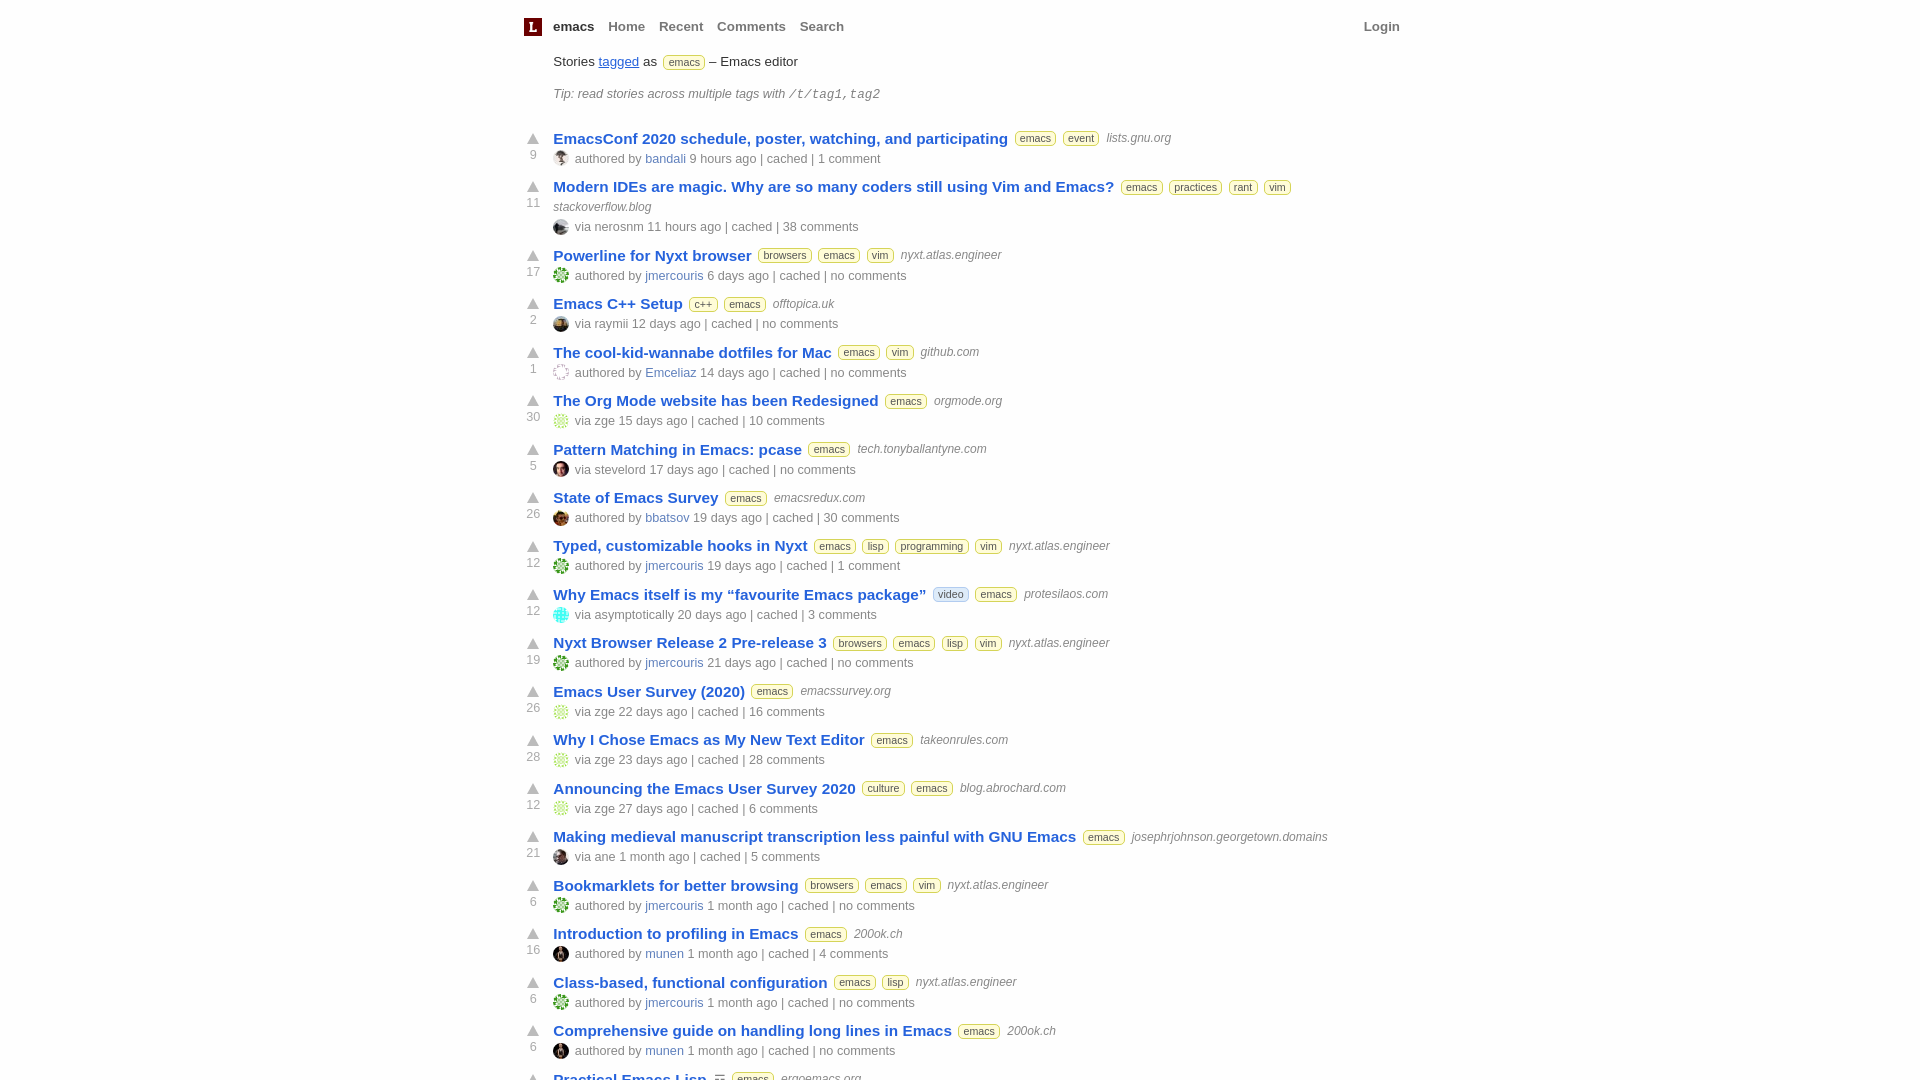 L emacs Home Recent Comments Search Login
Stories tagged as emacs – Emacs editor
Tip: read stories across multiple tags with /t/tag1,tag2
EmacsConf 2020 schedule, poster, watching, and participating emacs event lists.gnu.org
9 authored by bandali 9 hours ago | cached | 1 comment
Modern IDEs are magic. Why are so many coders still using Vim and Emacs? emacs practices rant vim
11 stackoverflow.blog
via nerosnm 11 hours ago | cached | 38 comments
Powerline for Nyxt browser browsers emacs vim nyxt.atlas.engineer
17 authored by jmercouris 6 days ago | cached | no comments
Emacs C++ Setup c++ emacs offtopica.uk
2 via raymii 12 days ago | cached | no comments
The cool-kid-wannabe dotfiles for Mac emacs vim github.com
1 authored by Emceliaz 14 days ago | cached | no comments
The Org Mode website has been Redesigned emacs orgmode.org
30 via zge 15 days ago | cached | 10 comments
Pattern Matching in Emacs: pcase emacs tech.tonyballantyne.com
5 via stevelord 17 days ago | cached | no comments
State of Emacs Survey emacs emacsredux.com
26 authored by bbatsov 19 days ago | cached | 30 comments
Typed, customizable hooks in Nyxt emacs lisp programming vim nyxt.atlas.engineer
12 authored by jmercouris 19 days ago | cached | 1 comment
Why Emacs itself is my “favourite Emacs package” video emacs protesilaos.com
12 via asymptotically 20 days ago | cached | 3 comments
Nyxt Browser Release 2 Pre-release 3 browsers emacs lisp vim nyxt.atlas.engineer
19 authored by jmercouris 21 days ago | cached | no comments
Emacs User Survey (2020) emacs emacssurvey.org
26 via zge 22 days ago | cached | 16 comments
Why I Chose Emacs as My New Text Editor emacs takeonrules.com
28 via zge 23 days ago | cached | 28 comments
Announcing the Emacs User Survey 2020 culture emacs blog.abrochard.com
12 via zge 27 days ago | cached | 6 comments
Making medieval manuscript transcription less painful with GNU Emacs emacs josephrjohnson.georgetown.domains
21 via ane 1 month ago | cached | 5 comments
Bookmarklets for better browsing browsers emacs vim nyxt.atlas.engineer
6 authored by jmercouris 1 month ago | cached | no comments
Introduction to profiling in Emacs emacs 200ok.ch
16 authored by munen 1 month ago | cached | 4 comments
Class-based, functional configuration emacs lisp nyxt.atlas.engineer
6 authored by jmercouris 1 month ago | cached | no comments
Comprehensive guide on handling long lines in Emacs emacs 200ok.ch
6 authored by munen 1 month ago | cached | no comments
Practical Emacs Lisp emacs ergoemacs.org